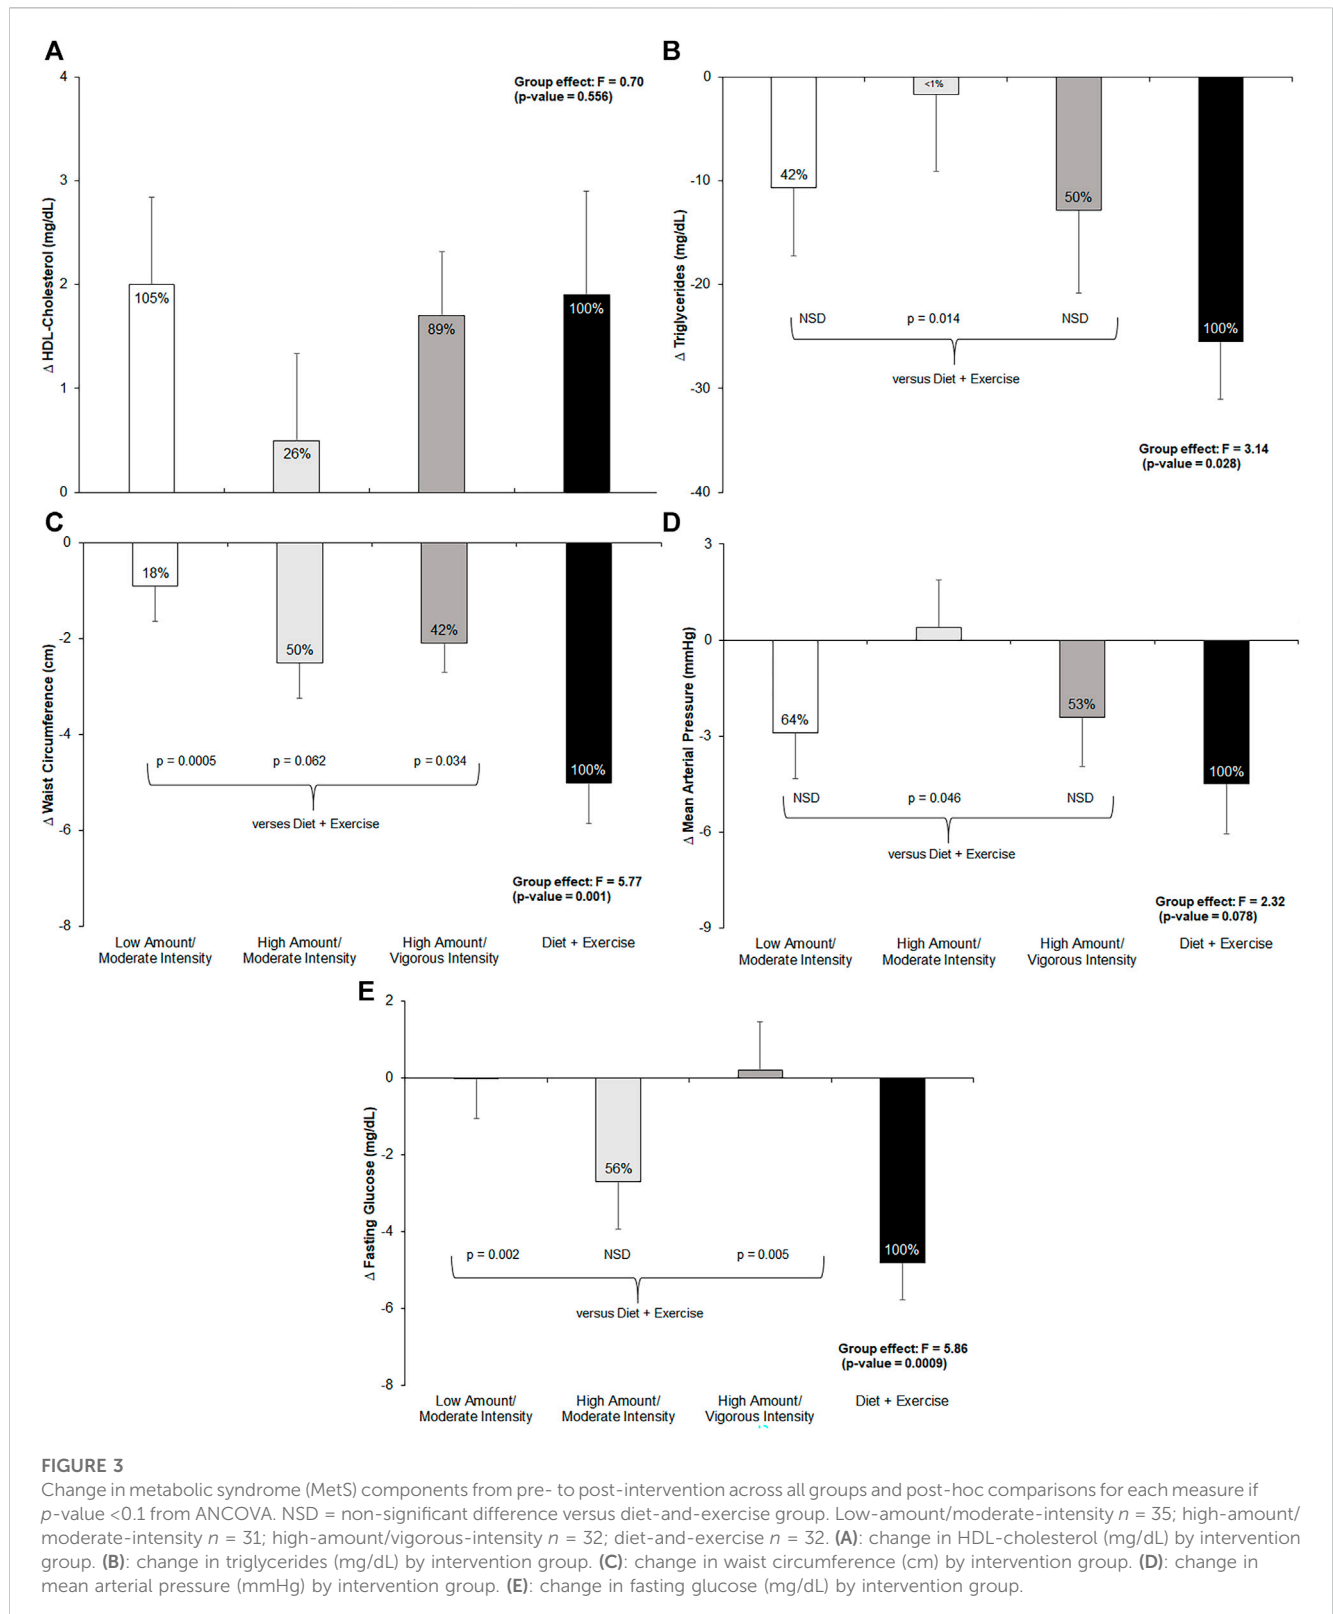 A
Group effect: F = 0.70
(p-value = 0.556)
4
3
2
1
0
Δ HDL-Cholesterol (mg/dL)
105%
26%
89%
100%
B
0
-10
-20
-30
-40
Δ Triglycerides (mg/dL)
42%
<1%
50%
100%
NSD
p = 0.014
NSD
versus Diet + Exercise
Group effect: F = 3.14
(p-value = 0.028)
C
0
-2
-4
-6
-8
Δ Waist Circumference (cm)
18%
50%
42%
100%
p = 0.0005
p = 0.062
p = 0.034
verses Diet + Exercise
Group effect: F = 5.77
(p-value = 0.001)
Low Amount/
Moderate Intensity
High Amount/
Moderate Intensity
High Amount/
Vigorous Intensity
Diet + Exercise
D
3
0
-3
-6
-9
Δ Mean Arterial Pressure (mmHg)
64%
53%
100%
NSD
p = 0.046
NSD
versus Diet + Exercise
Group effect: F = 2.32
(p-value = 0.078)
Low Amount/
Moderate Intensity
High Amount/
Moderate Intensity
High Amount/
Vigorous Intensity
Diet + Exercise
E
2
0
-2
-4
-6
-8
Δ Fasting Glucose (mg/dL)
56%
100%
p = 0.002
NSD
p = 0.005
versus Diet + Exercise
Group effect: F = 5.86
(p-value = 0.0009)
Low Amount/
Moderate Intensity
High Amount/
Moderate Intensity
High Amount/
Vigorous Intensity
Diet + Exercise
FIGURE 3
Change in metabolic syndrome (MetS) components from pre- to post-intervention across all groups and post-hoc comparisons for each measure if
p-value <0.1 from ANCOVA. NSD = non-significant difference versus diet-and-exercise group. Low-amount/moderate-intensity n = 35; high-amount/
moderate-intensity n = 31; high-amount/vigorous-intensity n = 32; diet-and-exercise n = 32. (A): change in HDL-cholesterol (mg/dL) by intervention
group. (B): change in triglycerides (mg/dL) by intervention group. (C): change in waist circumference (cm) by intervention group. (D): change in
mean arterial pressure (mmHg) by intervention group. (E): change in fasting glucose (mg/dL) by intervention group.